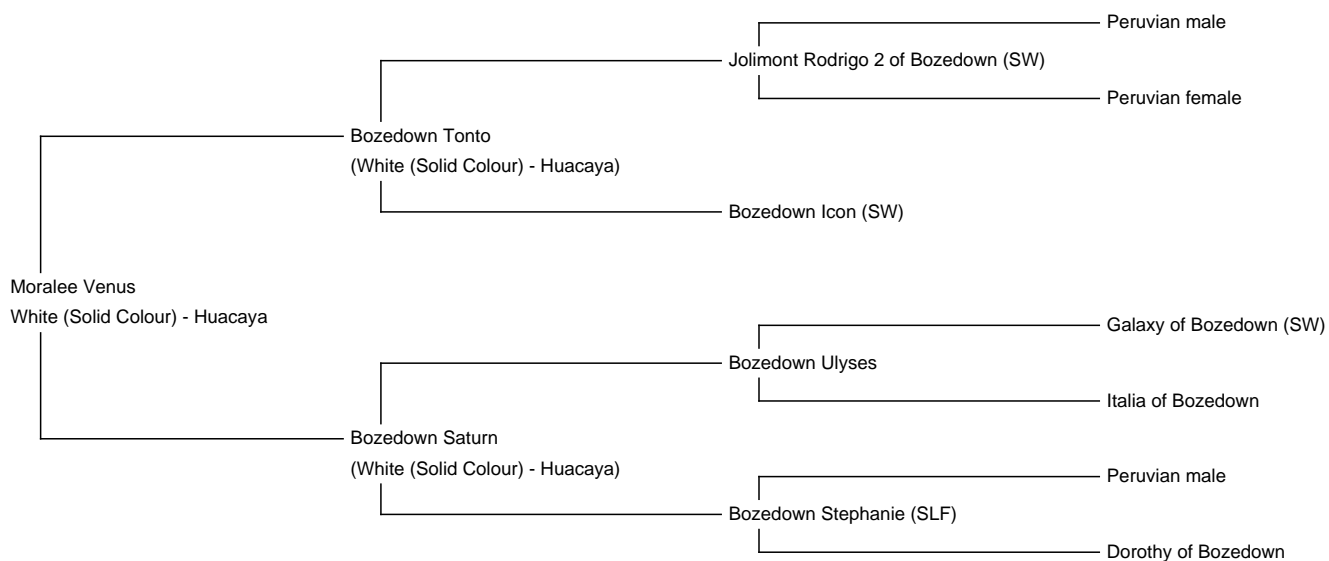 Peruvian male
Jolimont Rodrigo 2 of Bozedown (SW)
Peruvian female
Bozedown Tonto
(White (Solid Colour) - Huacaya)
Bozedown Icon (SW)
Moralee Venus
White (Solid Colour) - Huacaya
Galaxy of Bozedown (SW)
Bozedown Ulyses
Italia of Bozedown
Bozedown Saturn
(White (Solid Colour) - Huacaya)
Peruvian male
Bozedown Stephanie (SLF)
Dorothy of Bozedown